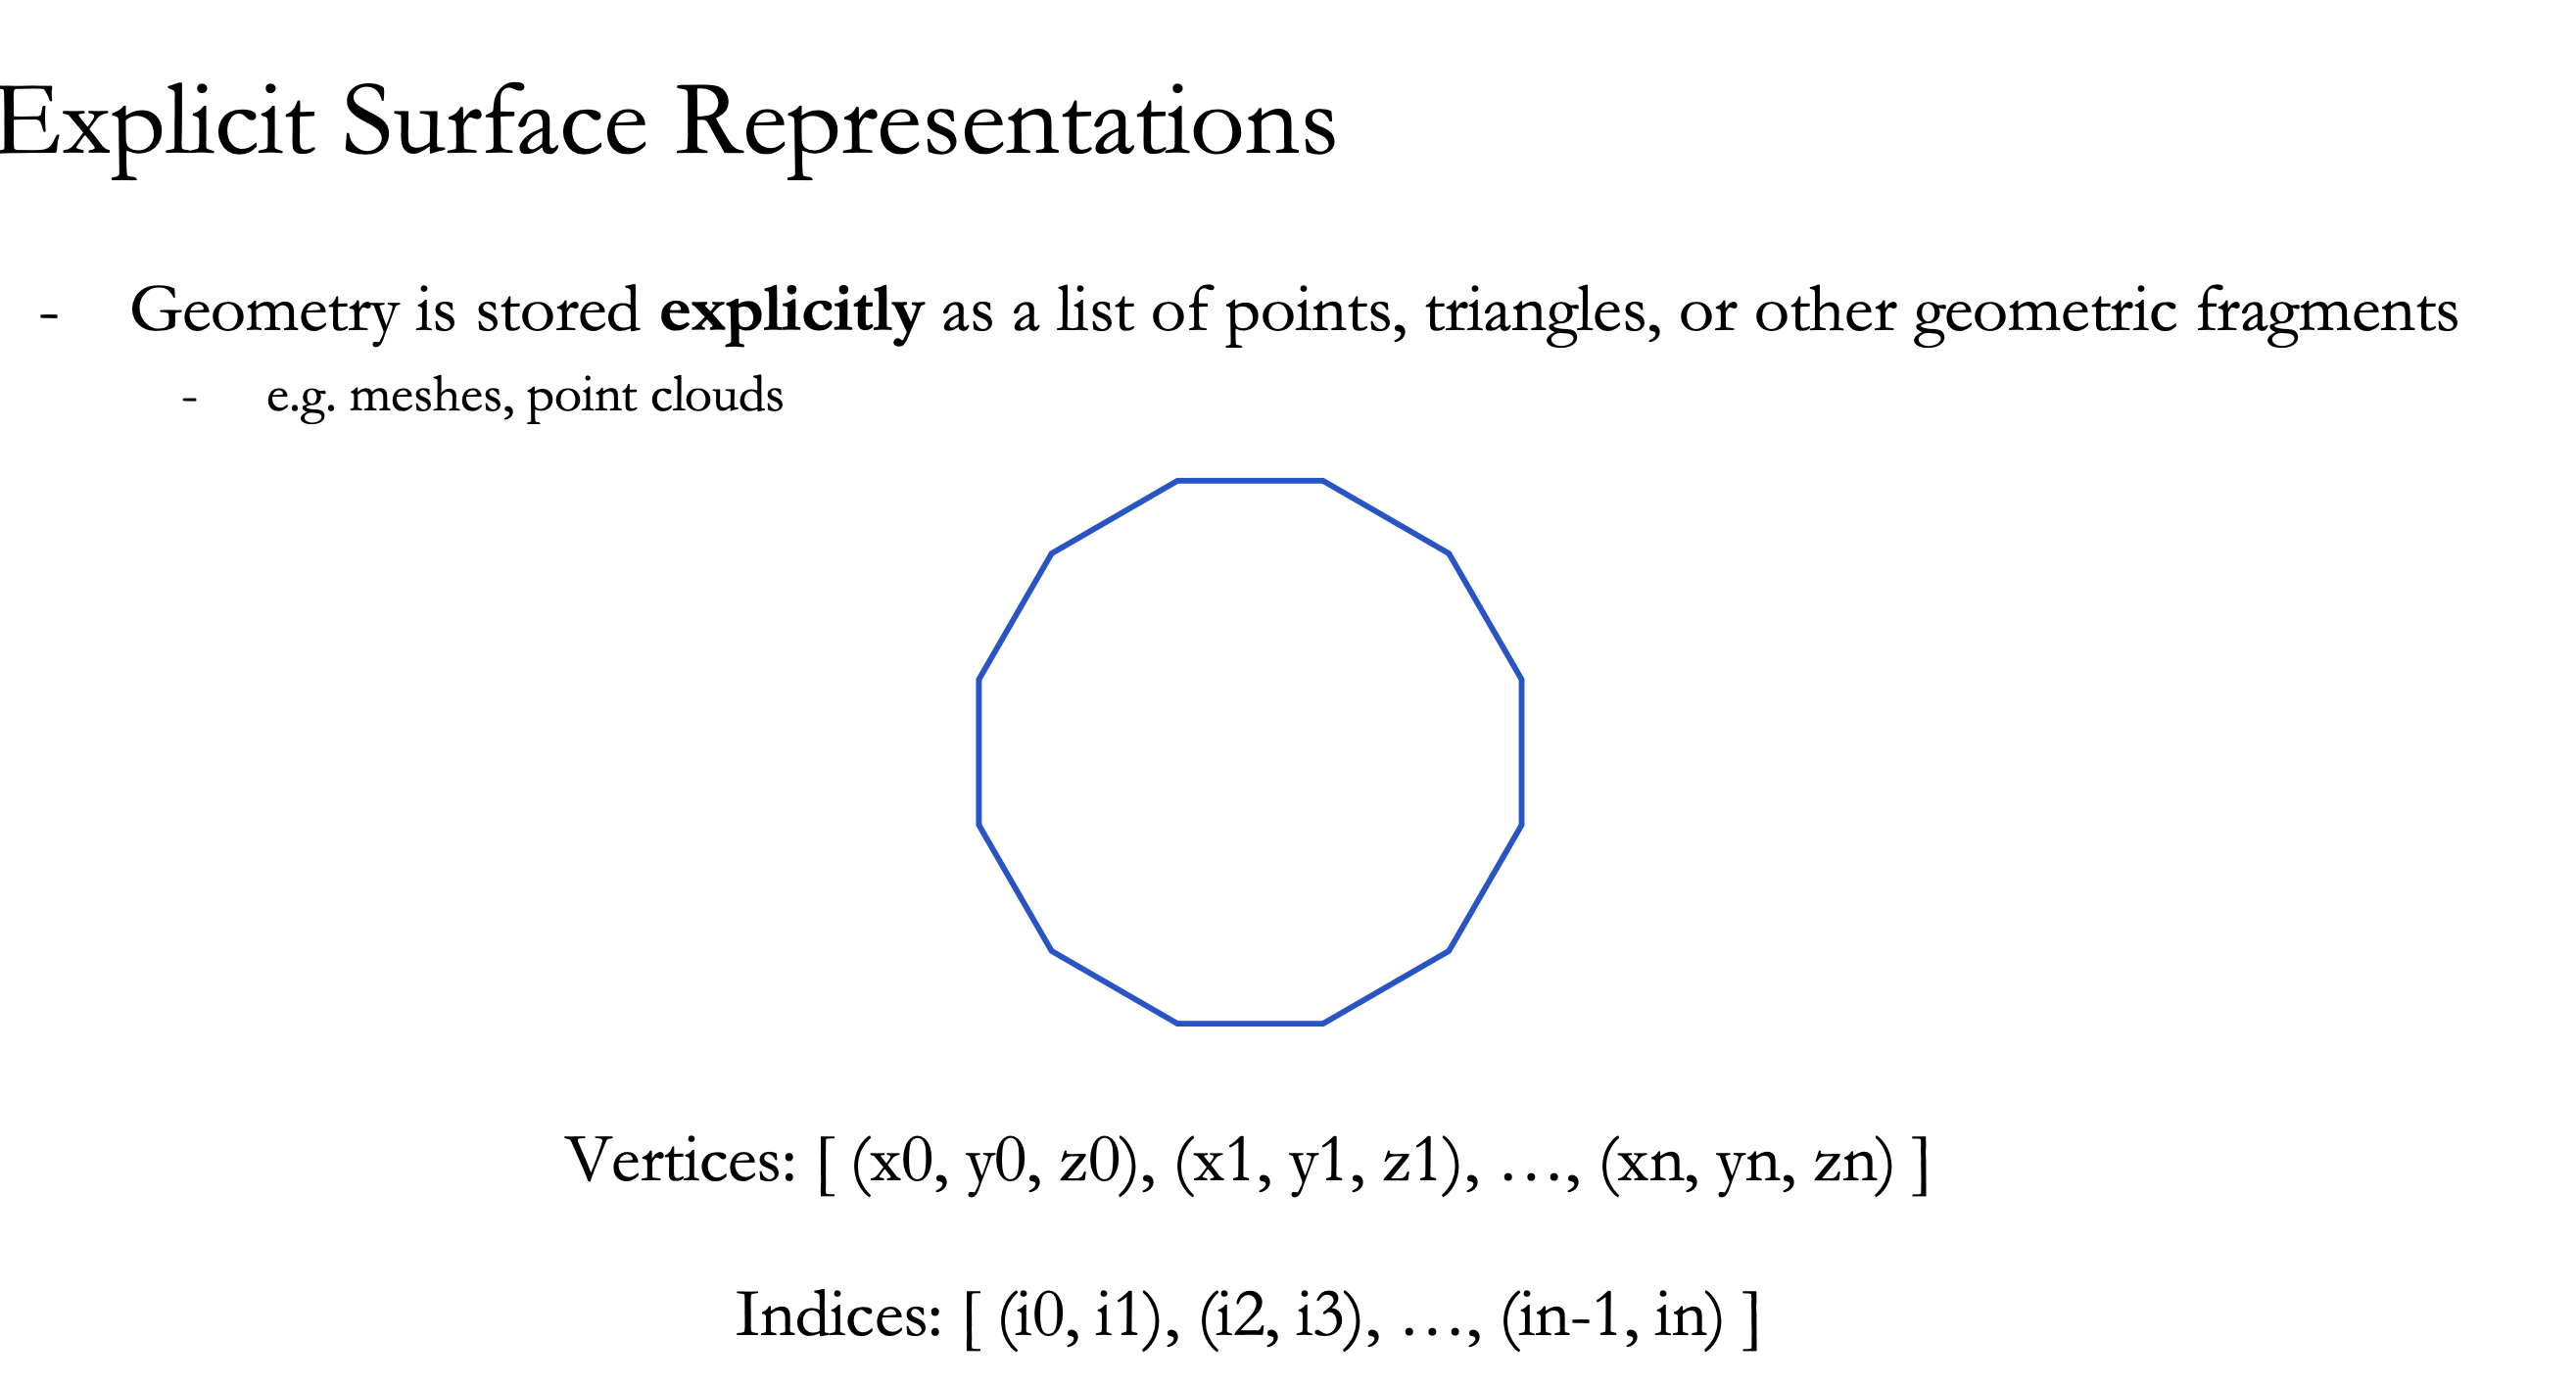 Explicit Surface Representations
- Geometry is stored explicitly as a list of points, triangles, or other geometric fragments
- e.g. meshes, point clouds
Vertices: [ (x0, y0, z0), (x1, y1, z1), …, (xn, yn, zn) ]
Indices: [ (i0, i1), (i2, i3), …, (in-1, in) ]